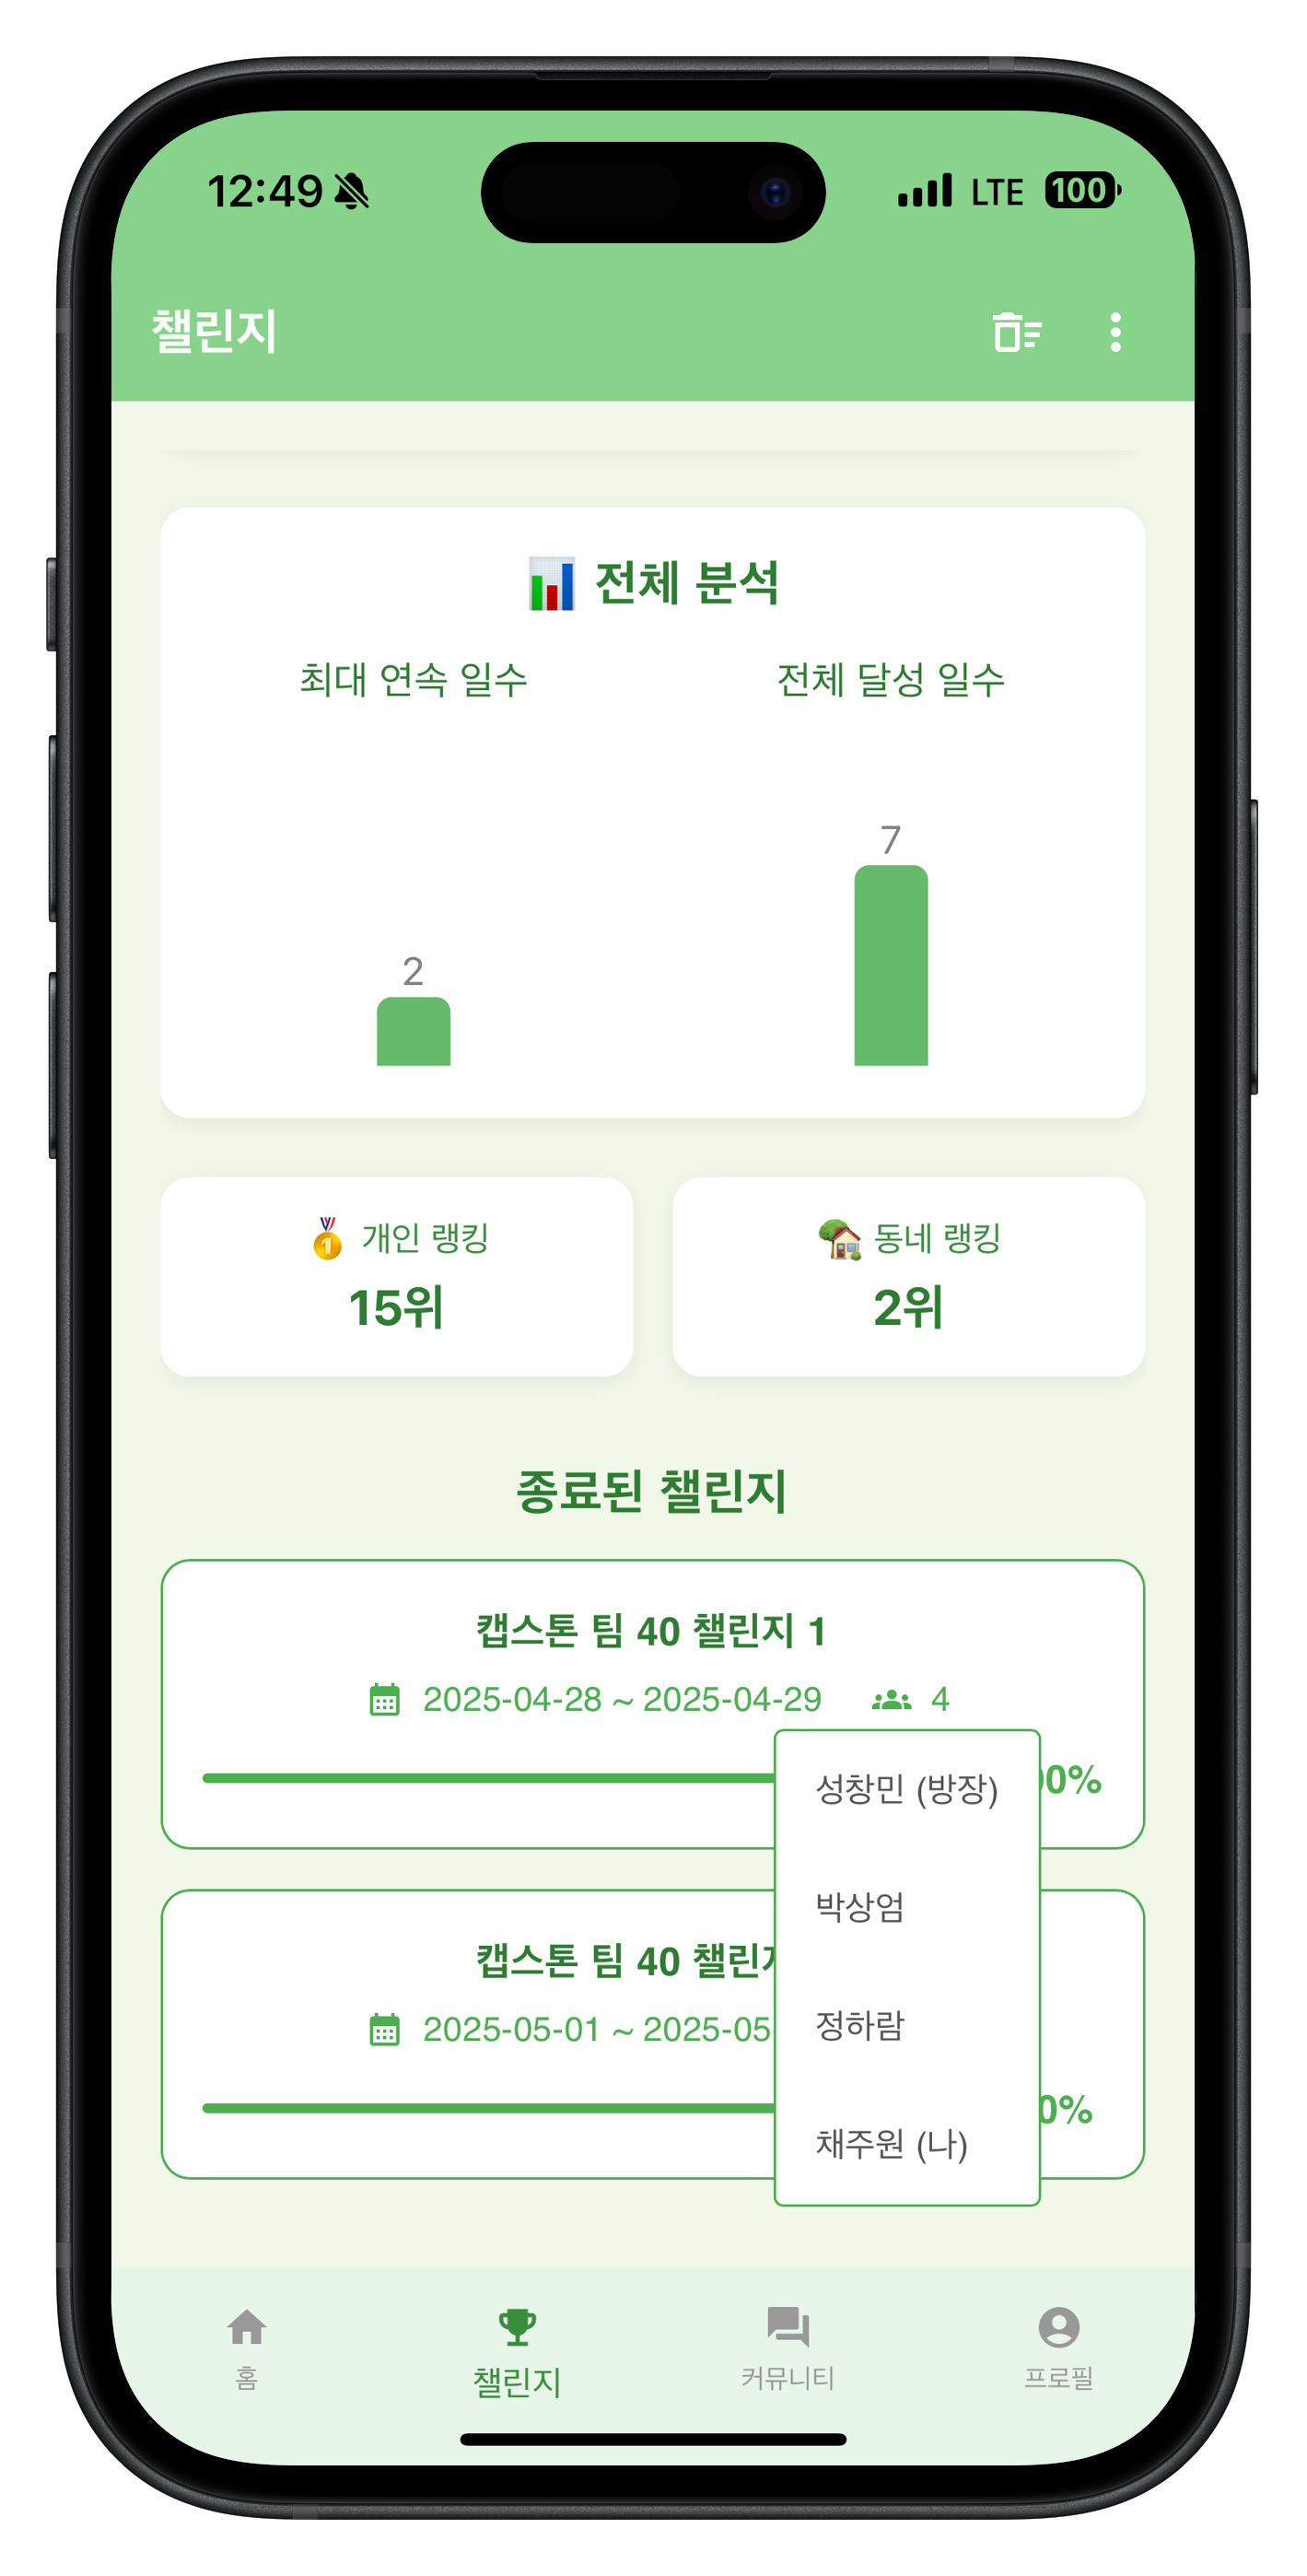 12:49 LTE 100
챌린지
전체 분석
최대 연속 일수 전체 달성 일수
7
2
개인 랭킹 동네 랭킹
15위 2위
종료된 챌린지
캡스톤 팀 40 챌린지 1
2025-04-28 ~ 2025-04-29 4
0%
성창민 (방장)
박상엄
정하람
채주원 (나)
캡스톤 팀 40 챌린
2025-05-01 ~ 2025-05
0%
홈 챌린지 커뮤니티 프로필